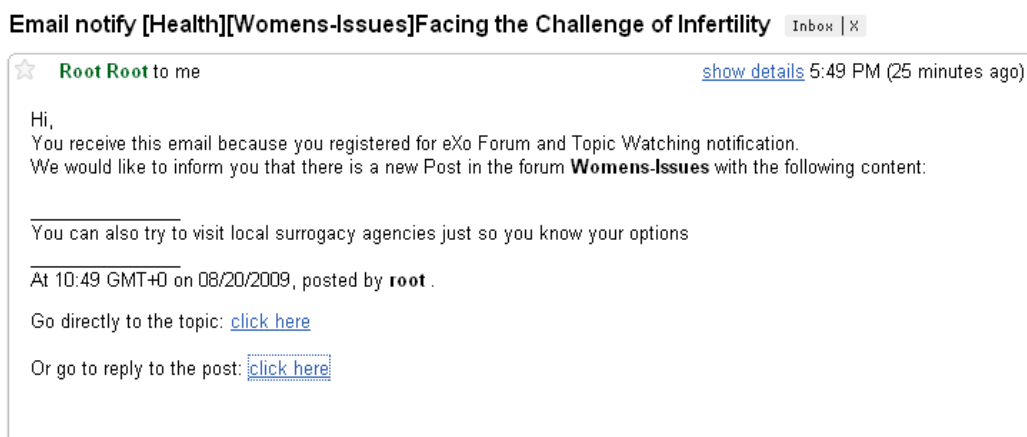 Email notify [Health][Womens-Issues]Facing the Challenge of Infertility Inbox | X
Root Root to me show details 5:49 PM (25 minutes ago)
Hi,
You receive this email because you registered for eXo Forum and Topic Watching notification.
We would like to inform you that there is a new Post in the forum Womens-Issues with the following content:
You can also try to visit local surrogacy agencies just so you know your options
At 10:49 GMT+0 on 08/20/2009, posted by root .
Go directly to the topic: click here
Or go to reply to the post: click here